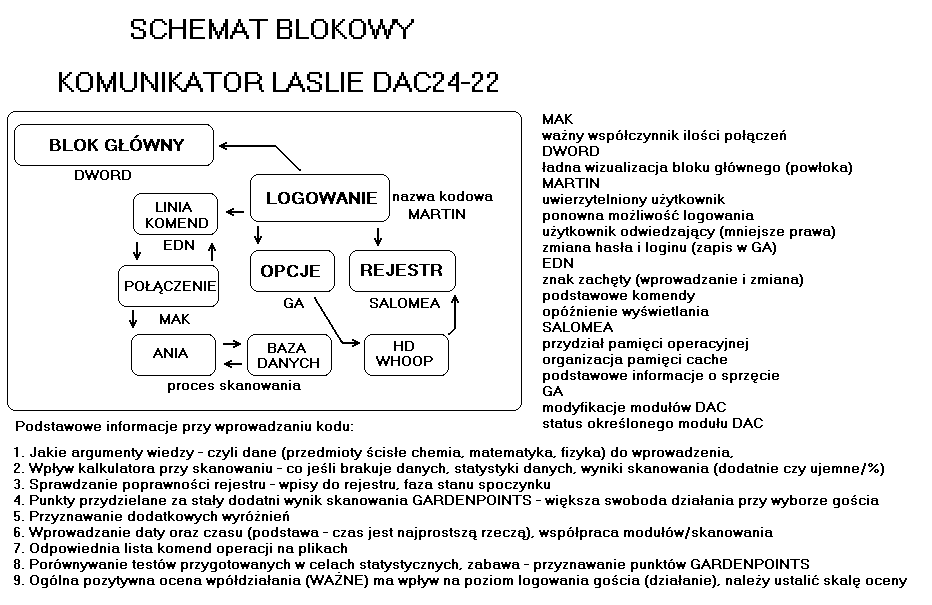 SCHEMAT BLOKOWY
KOMUNIKATOR LASLIE DAC24-22
BLOK GŁÓWNY
DWORD
LOGOWANIE
nazwa kodowa
MARTIN
LINIA
KOMEND
EDN
OPCJE
GA
REJESTR
SALOMEA
POŁĄCZENIE
MAK
ANIA
BAZA
DANYCH
HD
WHOOP
proces skanowania
MAK
ważny współczynnik ilości połączeń
DWORD
ładna wizualizacja bloku głównego (powłoka)
MARTIN
uwierzytelniony użytkownik
ponowna możliwość logowania
użytkownik odwiedzający (mniejsze prawa)
zmiana hasła i loginu (zapis w GA)
EDN
znak zachęty (wprowadzanie i zmiana)
podstawowe komendy
opóźnienie wyświetlania
SALOMEA
przydział pamięci operacyjnej
organizacja pamięci cache
podstawowe informacje o sprzęcie
GA
modyfikacje modułów DAC
status określonego modułu DAC
Podstawowe informacje przy wprowadzaniu kodu:
1. Jakie argumenty wiedzy - czyli dane (przedmioty ścisłe chemia, matematyka, fizyka) do wprowadzenia,
2. Wpływ kalkulatora przy skanowaniu - co jeśli brakuje danych, statystyki danych, wyniki skanowania (dodatnie czy ujemne/%)
3. Sprawdzanie poprawności rejestru - wpisy do rejestru, faza stanu spoczynku
4. Punkty przydzielane za stały dodatni wynik skanowania GARDENPOINTS - większa swoboda działania przy wyborze gościa
5. Przyznawanie dodatkowych wyróżnień
6. Wprowadzanie daty oraz czasu (podstawa - czas jest najprostszą rzeczą), współpraca modułów/skanowania
7. Odpowiednia lista komend operacji na plikach
8. Porównywanie testów przygotowanych w celach statystycznych, zabawa - przyznawanie punktów GARDENPOINTS
9. Ogólna pozytywna ocena wpółdziałania (WAŻNE) ma wpływ na poziom logowania gościa (działanie), należy ustalić skalę oceny